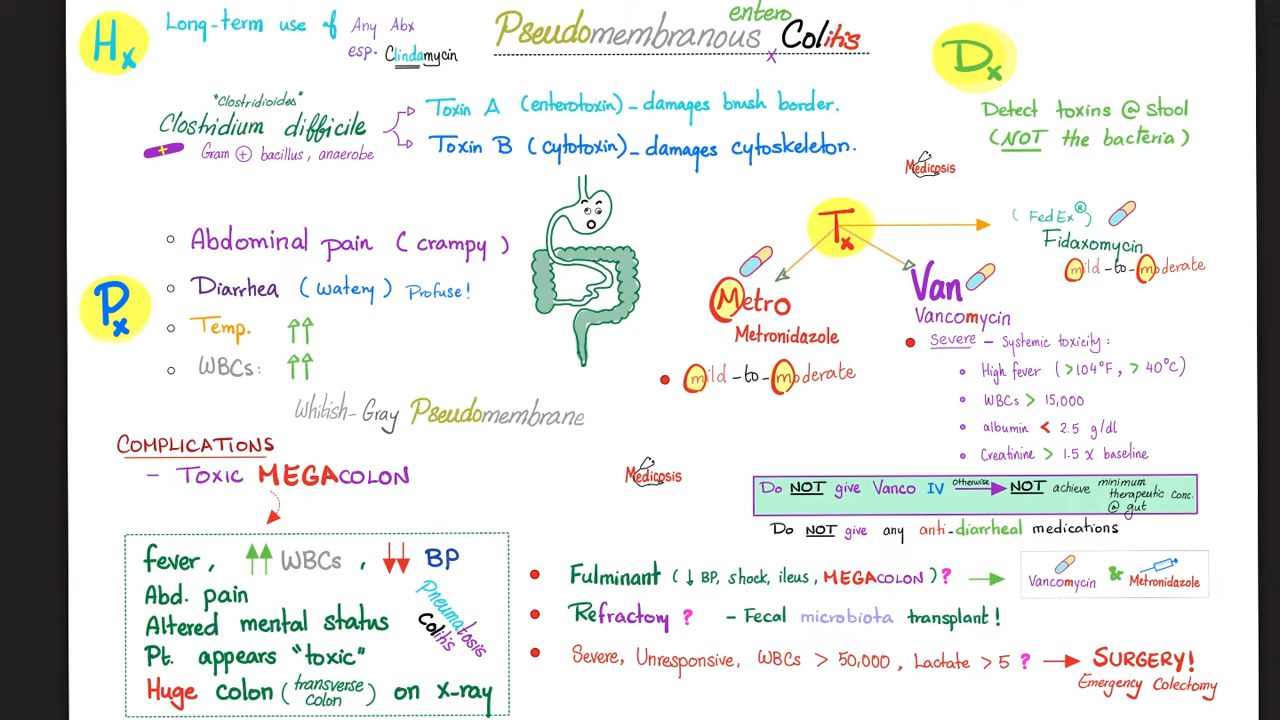 Hx
Long-term use of Any Abx
esp. Clindamycin
entero
Pseudomembranous Colitis
x
Dx
Detect toxins @ stool
(NOT the bacteria)
"Clostridioides"
Clostridium difficile
+ Gram + bacillus, anaerobe
Toxin A (enterotoxin) – damages brush border.
Toxin B (cytotoxin) – damages cytoskeleton.
Medicosis
Px
Abdominal pain (crampy)
Diarrhea (watery) Profuse!
Temp. ⇑⇑
WBCs: ⇑⇑
Whitish-Gray Pseudomembrane
Tx
(FedEx®)
Fidaxomycin
mild-to-moderate
Metro
Metronidazole
mild-to-moderate
Van
Vancomycin
Severe – Systemic toxicity:
High fever (>104°F, > 40°C)
WBCs > 15,000
albumin < 2.5 g/dl
Creatinine > 1.5 x baseline
Do NOT give Vanco IV otherwise → NOT achieve minimum therapeutic conc. @ gut
Do NOT give any anti-diarrheal medications
COMPLICATIONS
– TOXIC MEGACOLON
Medicosis
fever, ↑↑ WBCs, ↓↓ BP
Abd. pain
Altered mental status
Pt. appears "toxic"
Huge colon (transverse colon) on x-ray
Pneumatosis
Colitis
Fulminant (↓ BP, shock, ileus, MEGACOLON)? → Vancomycin & Metronidazole
Refractory ? – Fecal microbiota transplant!
Severe, Unresponsive, WBCs > 50,000, Lactate > 5 ? → SURGERY!
Emergency Colectomy